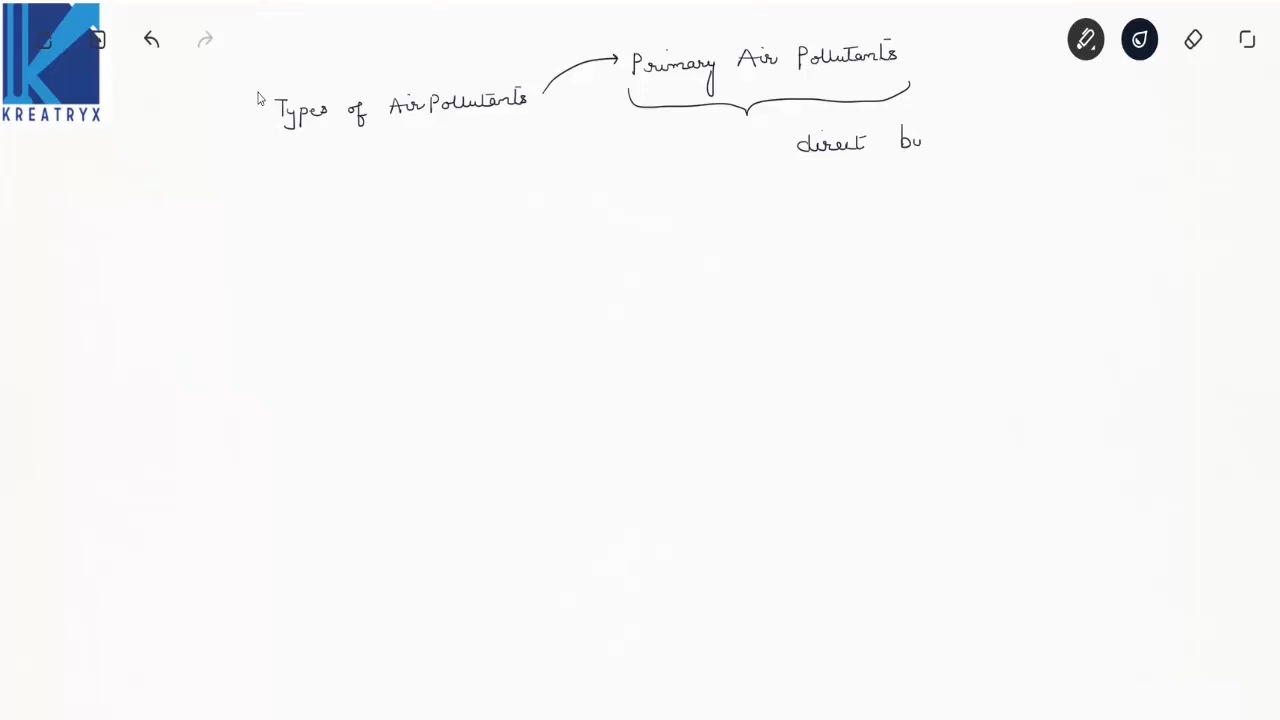 KREATRYX
Types of Air Pollutants
Primary Air Pollutants
direct bu